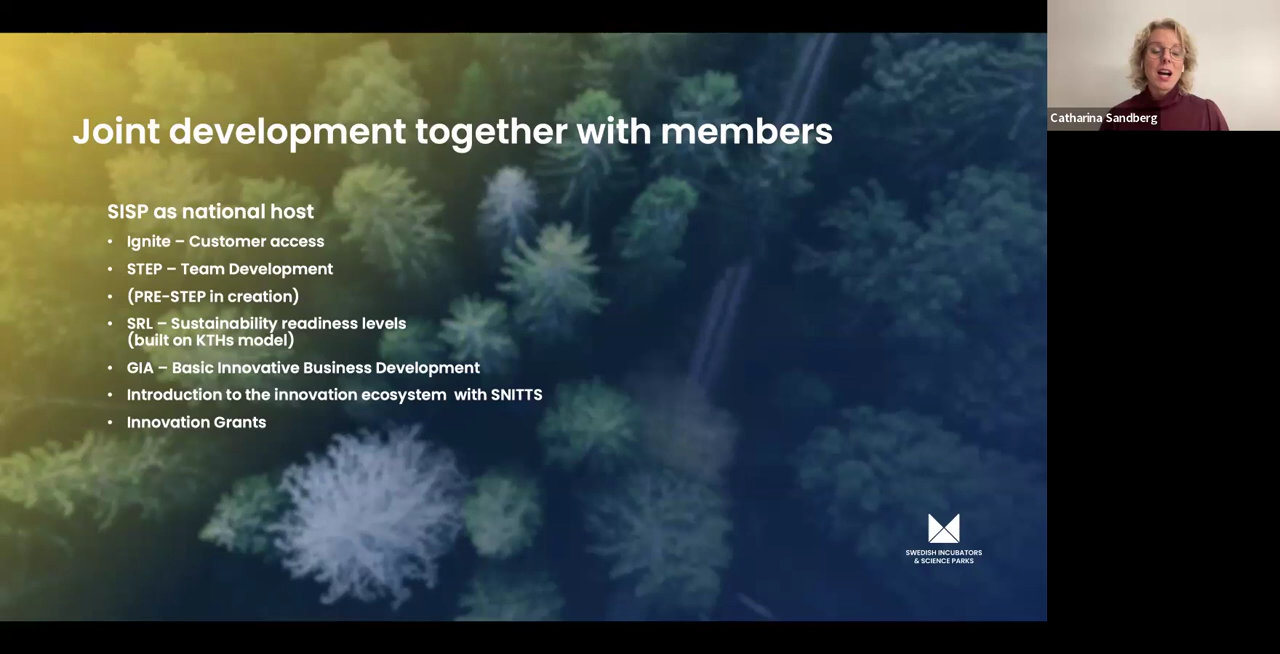 Joint development together with members
SISP as national host
• Ignite – Customer access
• STEP – Team Development
• (PRE-STEP in creation)
• SRL – Sustainability readiness levels
(built on KTHs model)
• GIA – Basic Innovative Business Development
• Introduction to the innovation ecosystem with SNITTS
• Innovation Grants
SWEDISH INCUBATORS
& SCIENCE PARKS
Catharina Sandberg